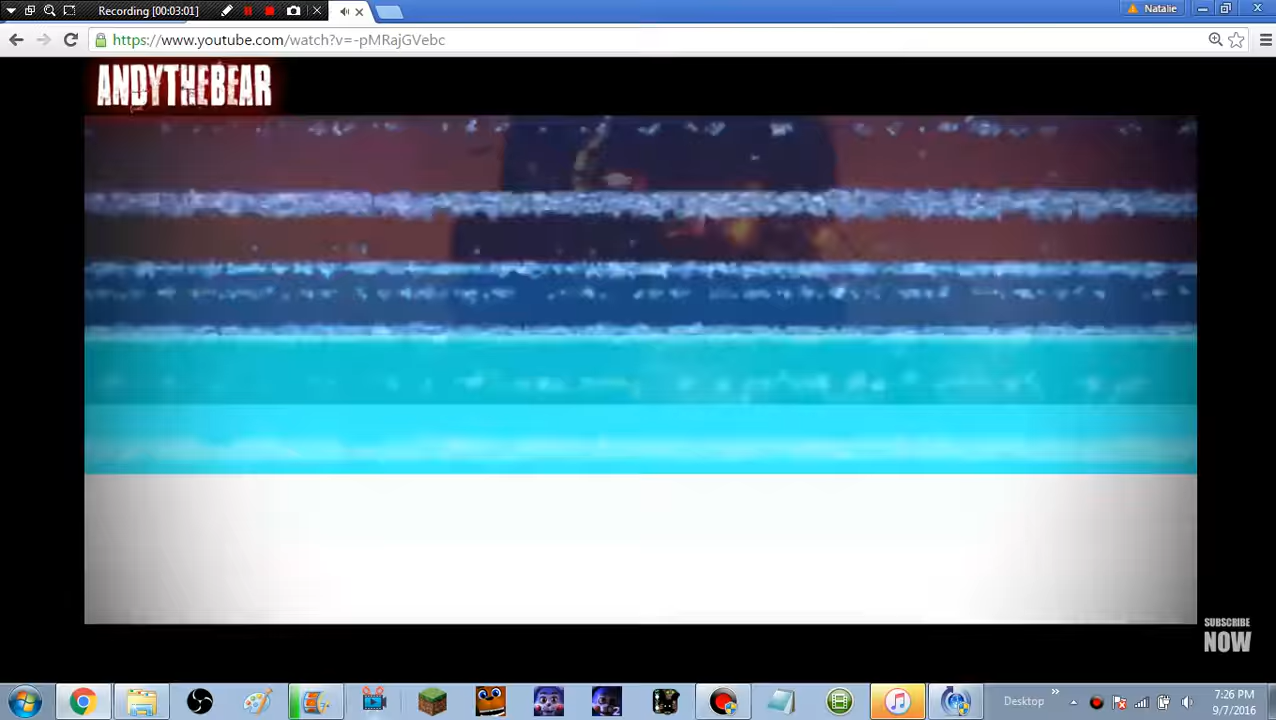 Recording [00:03:01]
Natalie
https://www.youtube.com/watch?v=-pMRajGVebc
ANDYTHEBEAR
SUBSCRIBE
NOW
2
Desktop
7:26 PM
9/7/2016